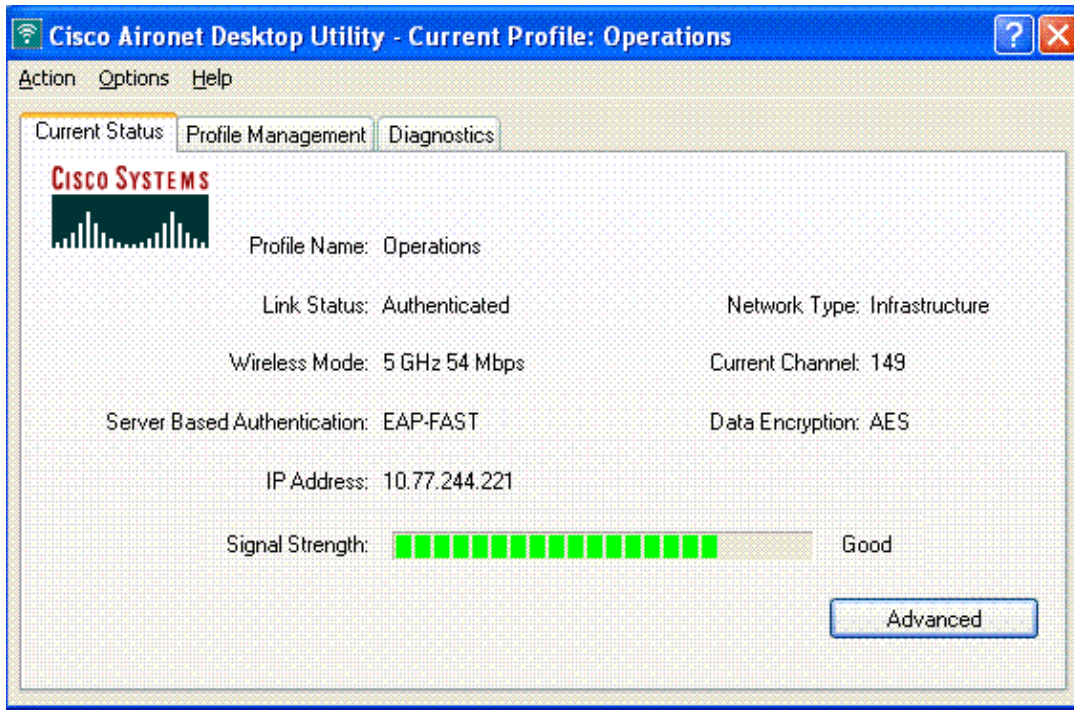 Cisco Aironet Desktop Utility - Current Profile: Operations
Action Options Help
Current Status Profile Management Diagnostics
CISCO SYSTEMS
Profile Name: Operations
Link Status: Authenticated Network Type: Infrastructure
Wireless Mode: 5 GHz 54 Mbps Current Channel: 149
Server Based Authentication: EAP-FAST Data Encryption: AES
IP Address: 10.77.244.221
Signal Strength: Good
Advanced